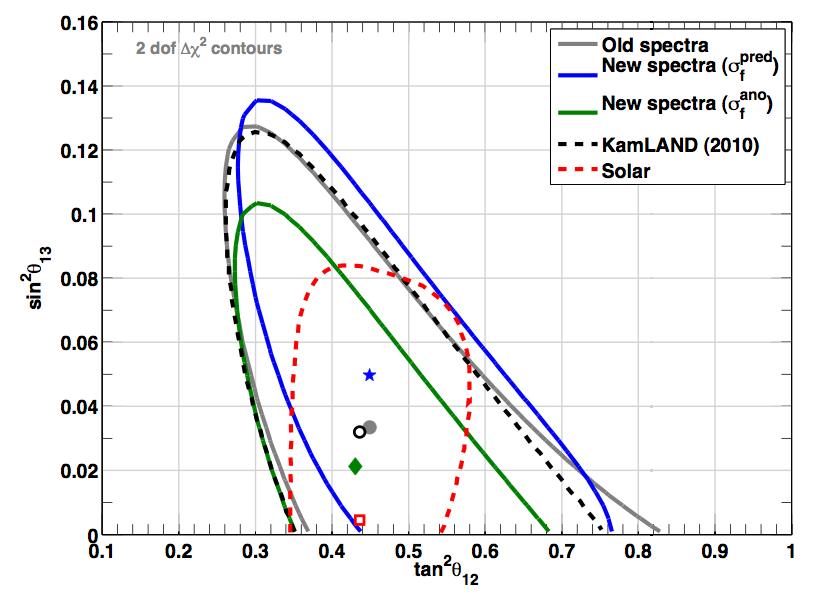 0.16
0.14
0.12
0.1
0.08
0.06
0.04
0.02
0
sin²θ₁₃
2 dof Δχ² contours
Old spectra
New spectra (σ_f^pred)
New spectra (σ_f^ano)
KamLAND (2010)
Solar
0.1 0.2 0.3 0.4 0.5 0.6 0.7 0.8 0.9 1
tan²θ₁₂